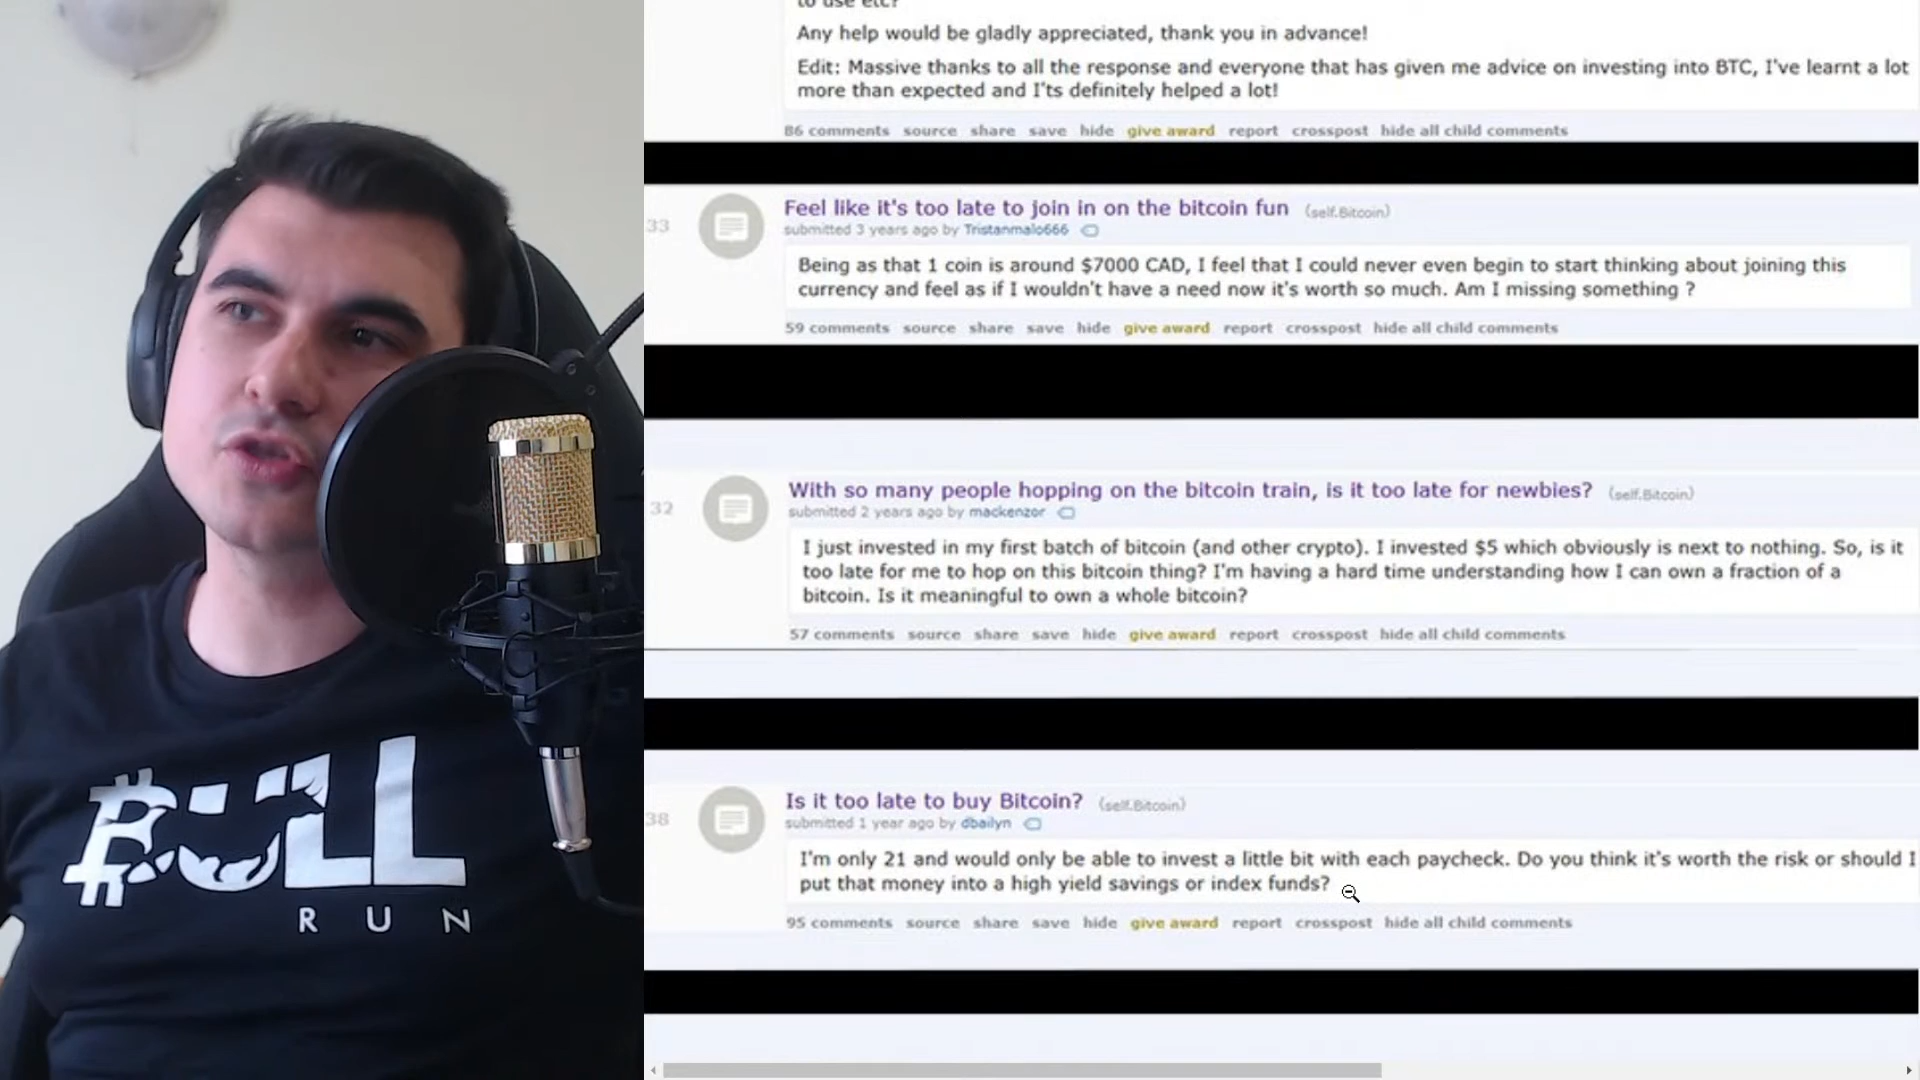 to use etc?
Any help would be gladly appreciated, thank you in advance!
Edit: Massive thanks to all the response and everyone that has given me advice on investing into BTC, I've learnt a lot
more than expected and I'ts definitely helped a lot!
86 comments source share save hide give award report crosspost hide all child comments
33
Feel like it's too late to join in on the bitcoin fun (self.Bitcoin)
submitted 3 years ago by Tristanmalo666
Being as that 1 coin is around $7000 CAD, I feel that I could never even begin to start thinking about joining this
currency and feel as if I wouldn't have a need now it's worth so much. Am I missing something ?
59 comments source share save hide give award report crosspost hide all child comments
32
With so many people hopping on the bitcoin train, is it too late for newbies? (self.Bitcoin)
submitted 2 years ago by mackenzor
I just invested in my first batch of bitcoin (and other crypto). I invested $5 which obviously is next to nothing. So, is it
too late for me to hop on this bitcoin thing? I'm having a hard time understanding how I can own a fraction of a
bitcoin. Is it meaningful to own a whole bitcoin?
57 comments source share save hide give award report crosspost hide all child comments
38
Is it too late to buy Bitcoin? (self.Bitcoin)
submitted 1 year ago by dbailyn
I'm only 21 and would only be able to invest a little bit with each paycheck. Do you think it's worth the risk or should I
put that money into a high yield savings or index funds?
95 comments source share save hide give award report crosspost hide all child comments
BULL
RUN